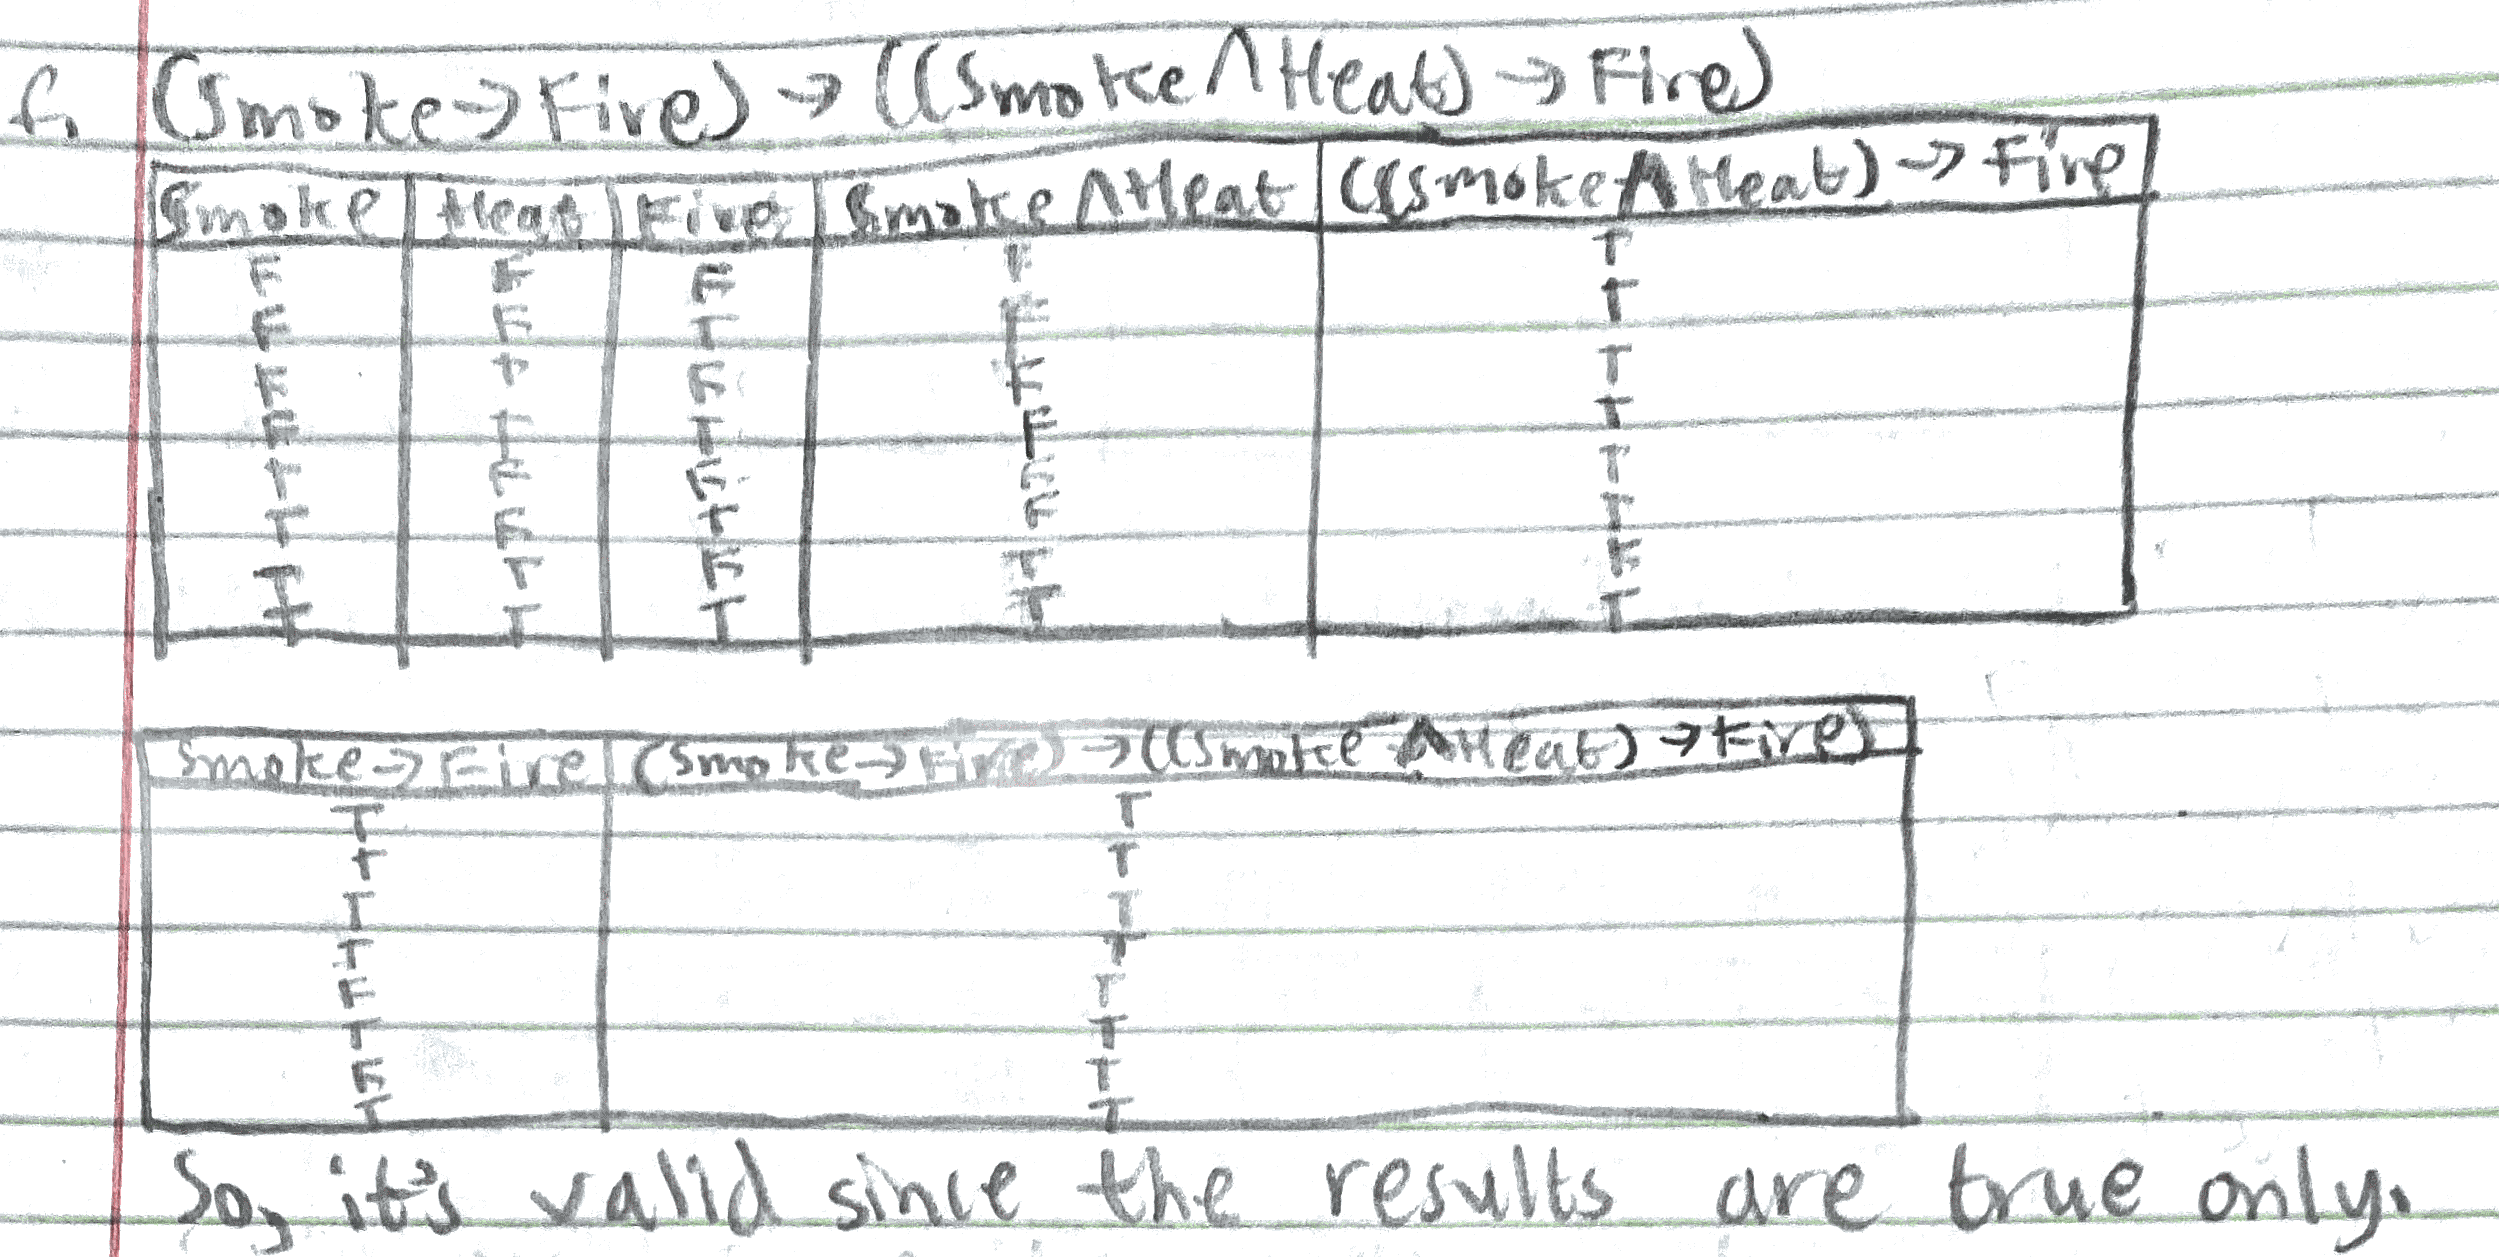 f. (Smoke→Fire)→((Smoke∧Heat)→Fire)
Smoke Heat Fire Smoke∧Heat ((Smoke∧Heat)→Fire
F F F F T
F F T F T
F T F F T
F T T F T
T F F F T
T F T F T
T T F T F
T T T T T
Smoke→Fire (Smoke→Fire)→((Smoke∧Heat)→Fire)
T T
T T
T T
T T
F T
T T
F T
T T
So, it's valid since the results are true only.